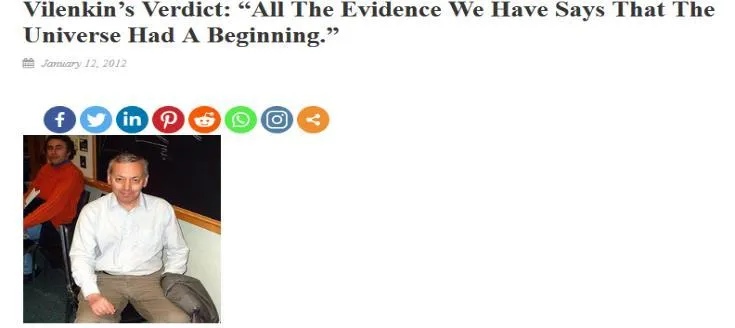 Vilenkin’s Verdict: “All The Evidence We Have Says That The
Universe Had A Beginning.”
January 12, 2012